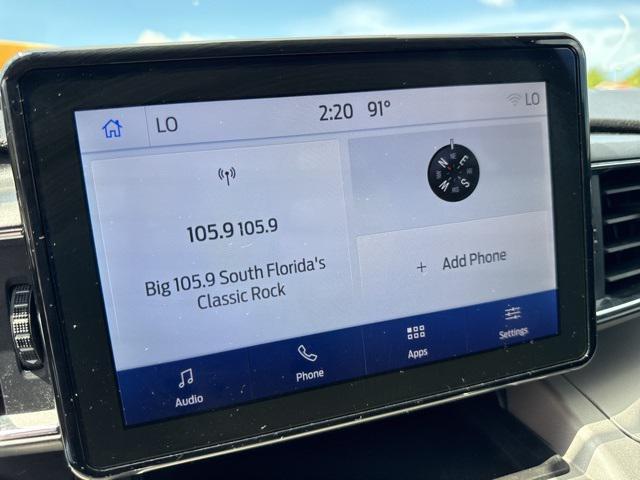 LO 2:20 91° LO
105.9 105.9
Big 105.9 South Florida's
Classic Rock
N E S W
+ Add Phone
Audio Phone Apps Settings